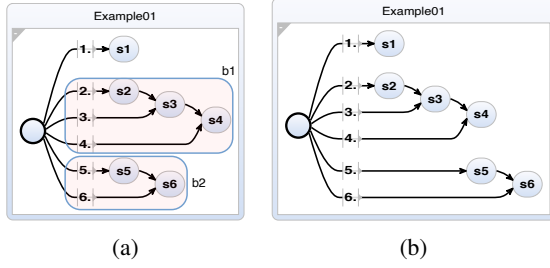 Example01
1. s1
b1
2. s2
3. s3
4. s4
5. s5
6. s6
b2
(a)
Example01
1. s1
2. s2
3. s3
4. s4
5. s5
6. s6
(b)